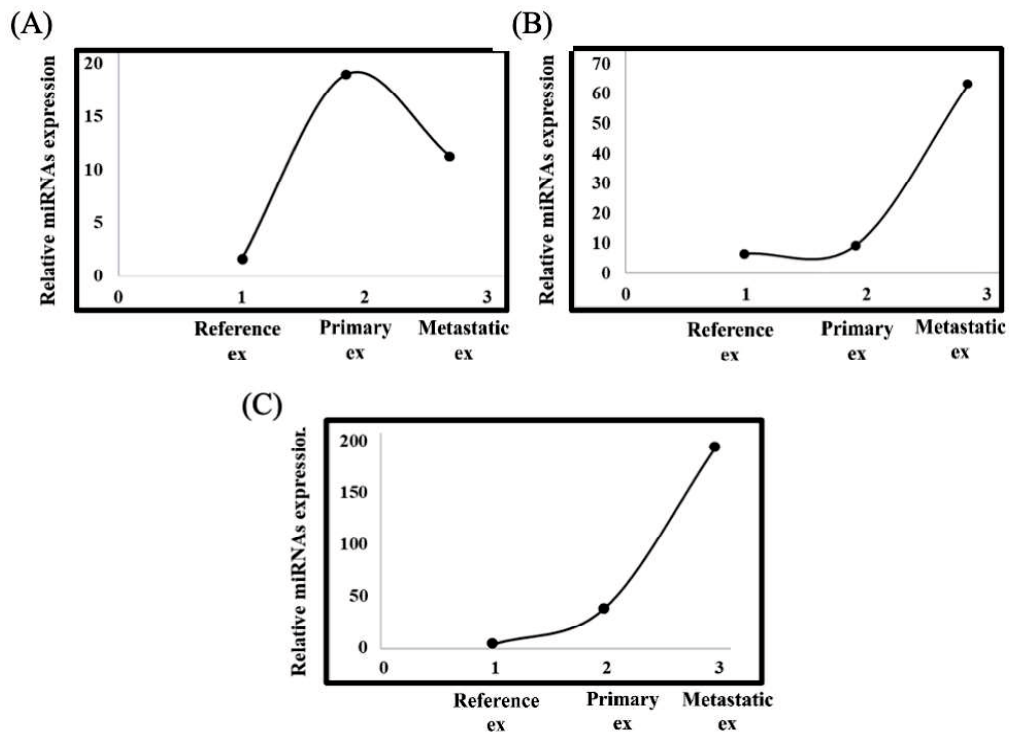 (A)
Relative miRNAs expression
20
15
10
5
0
0 1 2 3
Reference Primary Metastatic
ex ex ex
(B)
Relative miRNAs expression
70
60
50
40
30
20
10
0
0 1 2 3
Reference Primary Metastatic
ex ex ex
(C)
Relative miRNAs expression
200
150
100
50
0
0 1 2 3
Reference Primary Metastatic
ex ex ex